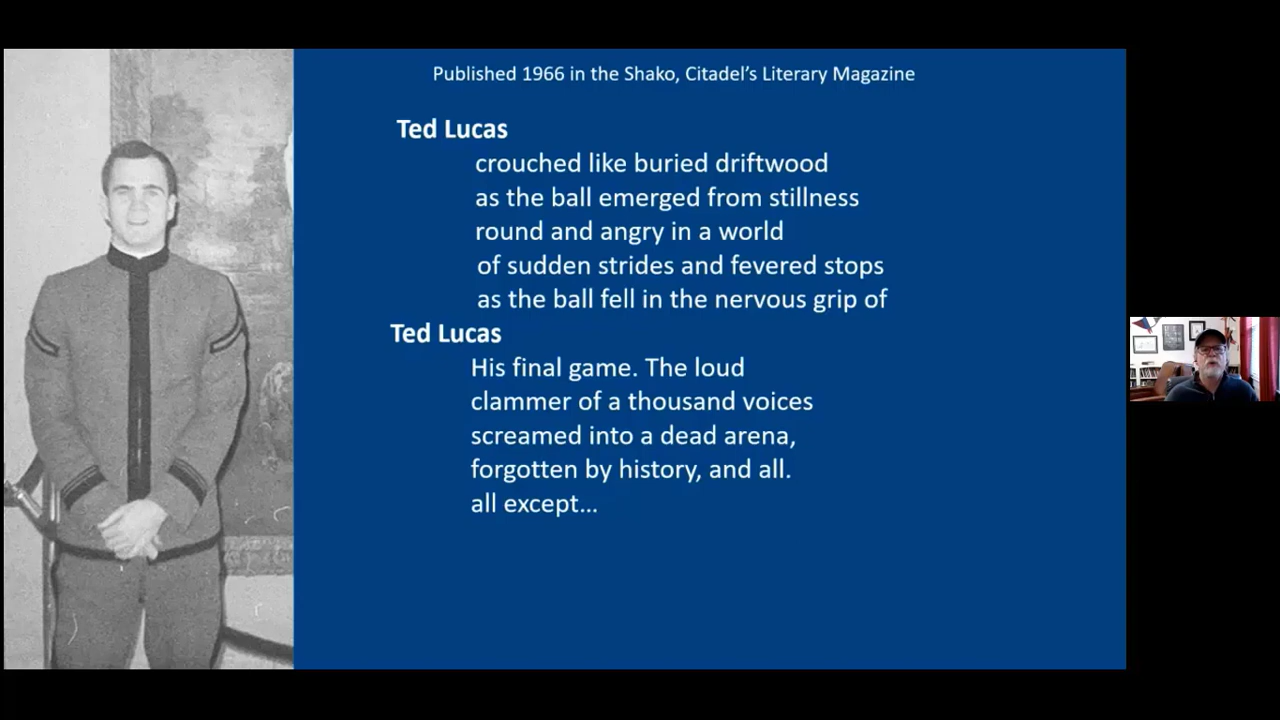 Published 1966 in the Shako, Citadel's Literary Magazine
Ted Lucas
crouched like buried driftwood
as the ball emerged from stillness
round and angry in a world
of sudden strides and fevered stops
as the ball fell in the nervous grip of
Ted Lucas
His final game. The loud
clammer of a thousand voices
screamed into a dead arena,
forgotten by history, and all.
all except...